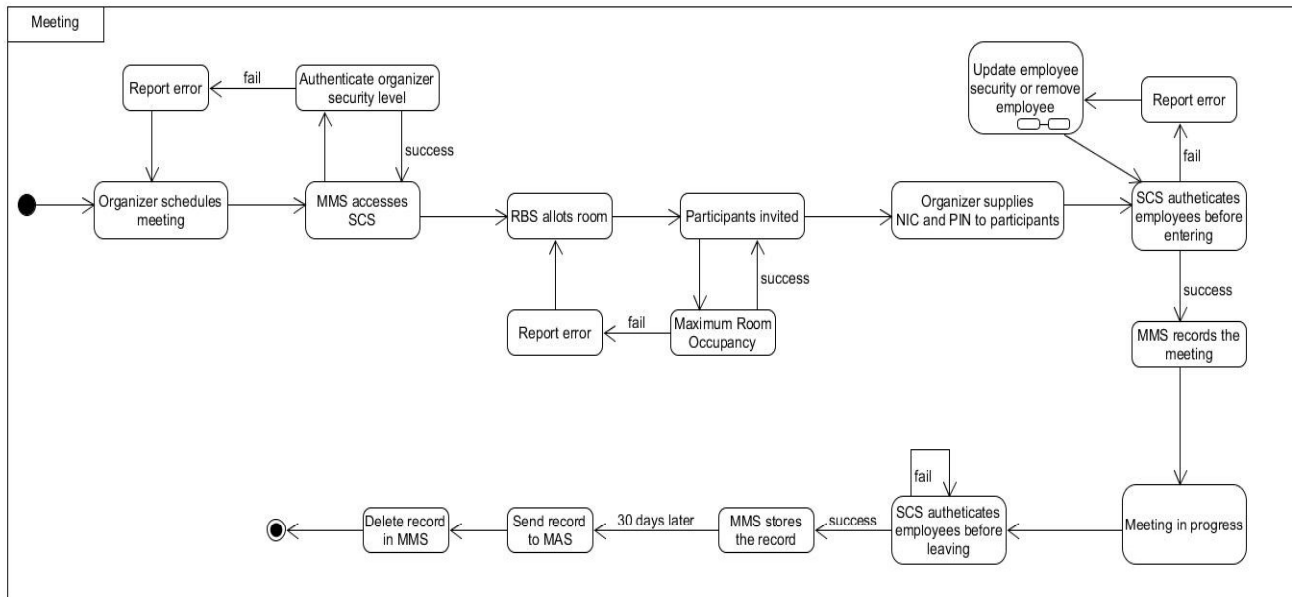 Meeting
Report error
fail
Authenticate organizer
security level
success
Organizer schedules
meeting
MMS accesses
SCS
RBS allots room
Participants invited
success
Report error
fail
Maximum Room
Occupancy
Organizer supplies
NIC and PIN to participants
Update employee
security or remove
employee
Report error
fail
SCS autheticates
employees before
entering
success
MMS records the
meeting
Meeting in progress
fail
SCS autheticates
employees before
leaving
success
MMS stores
the record
30 days later
Send record
to MAS
Delete record
in MMS